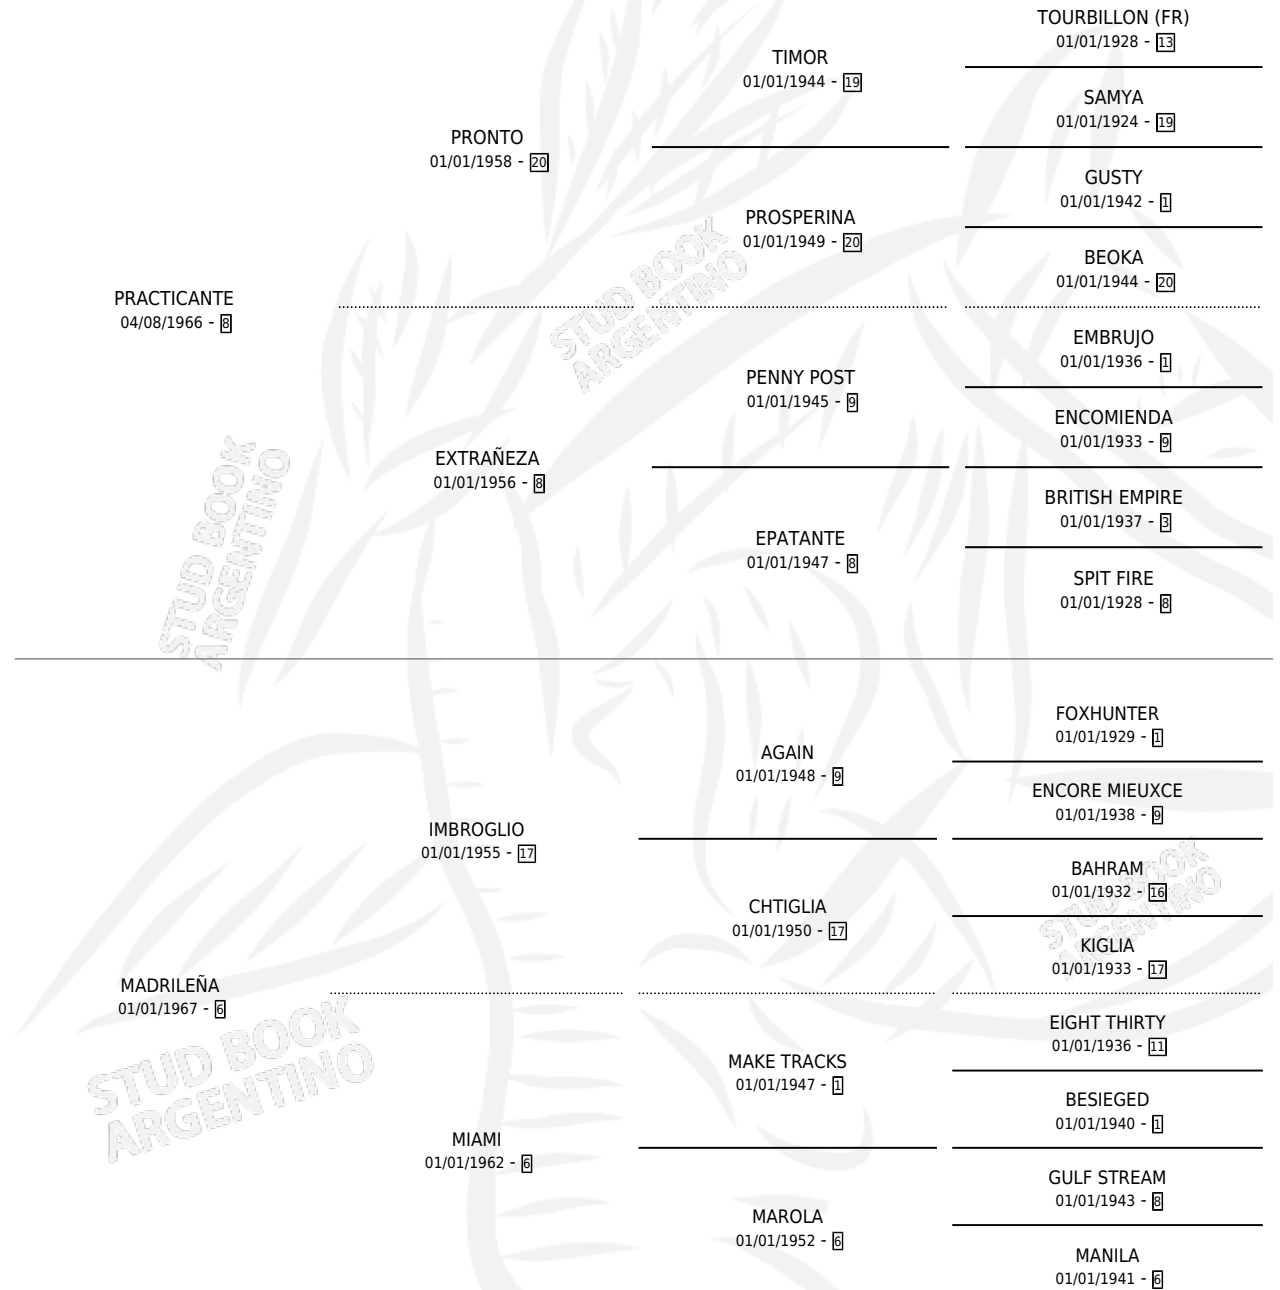 TOURBILLON (FR)
01/01/1928 - 13
TIMOR
01/01/1944 - 19
SAMYA
01/01/1924 - 19
PRONTO
01/01/1958 - 20
GUSTY
01/01/1942 - 1
PROSPERINA
01/01/1949 - 20
BEOKA
01/01/1944 - 20
PRACTICANTE
04/08/1966 - 8
EMBRUJO
01/01/1936 - 1
PENNY POST
01/01/1945 - 9
ENCOMIENDA
01/01/1933 - 9
EXTRAÑEZA
01/01/1956 - 8
BRITISH EMPIRE
01/01/1937 - 3
EPATANTE
01/01/1947 - 8
SPIT FIRE
01/01/1928 - 8
STUD BOOK
ARGENTINO
STUD BOOK
ARGENTINO
FOXHUNTER
01/01/1929 - 1
AGAIN
01/01/1948 - 9
ENCORE MIEUXCE
01/01/1938 - 9
IMBROGLIO
01/01/1955 - 17
BAHRAM
01/01/1932 - 16
CHTIGLIA
01/01/1950 - 17
KIGLIA
01/01/1933 - 17
MADRILEÑA
01/01/1967 - 6
EIGHT THIRTY
01/01/1936 - 11
MAKE TRACKS
01/01/1947 - 1
BESIEGED
01/01/1940 - 1
MIAMI
01/01/1962 - 6
GULF STREAM
01/01/1943 - 8
MAROLA
01/01/1952 - 6
MANILA
01/01/1941 - 6
STUD BOOK
ARGENTINO
STUD BOOK
ARGENTINO